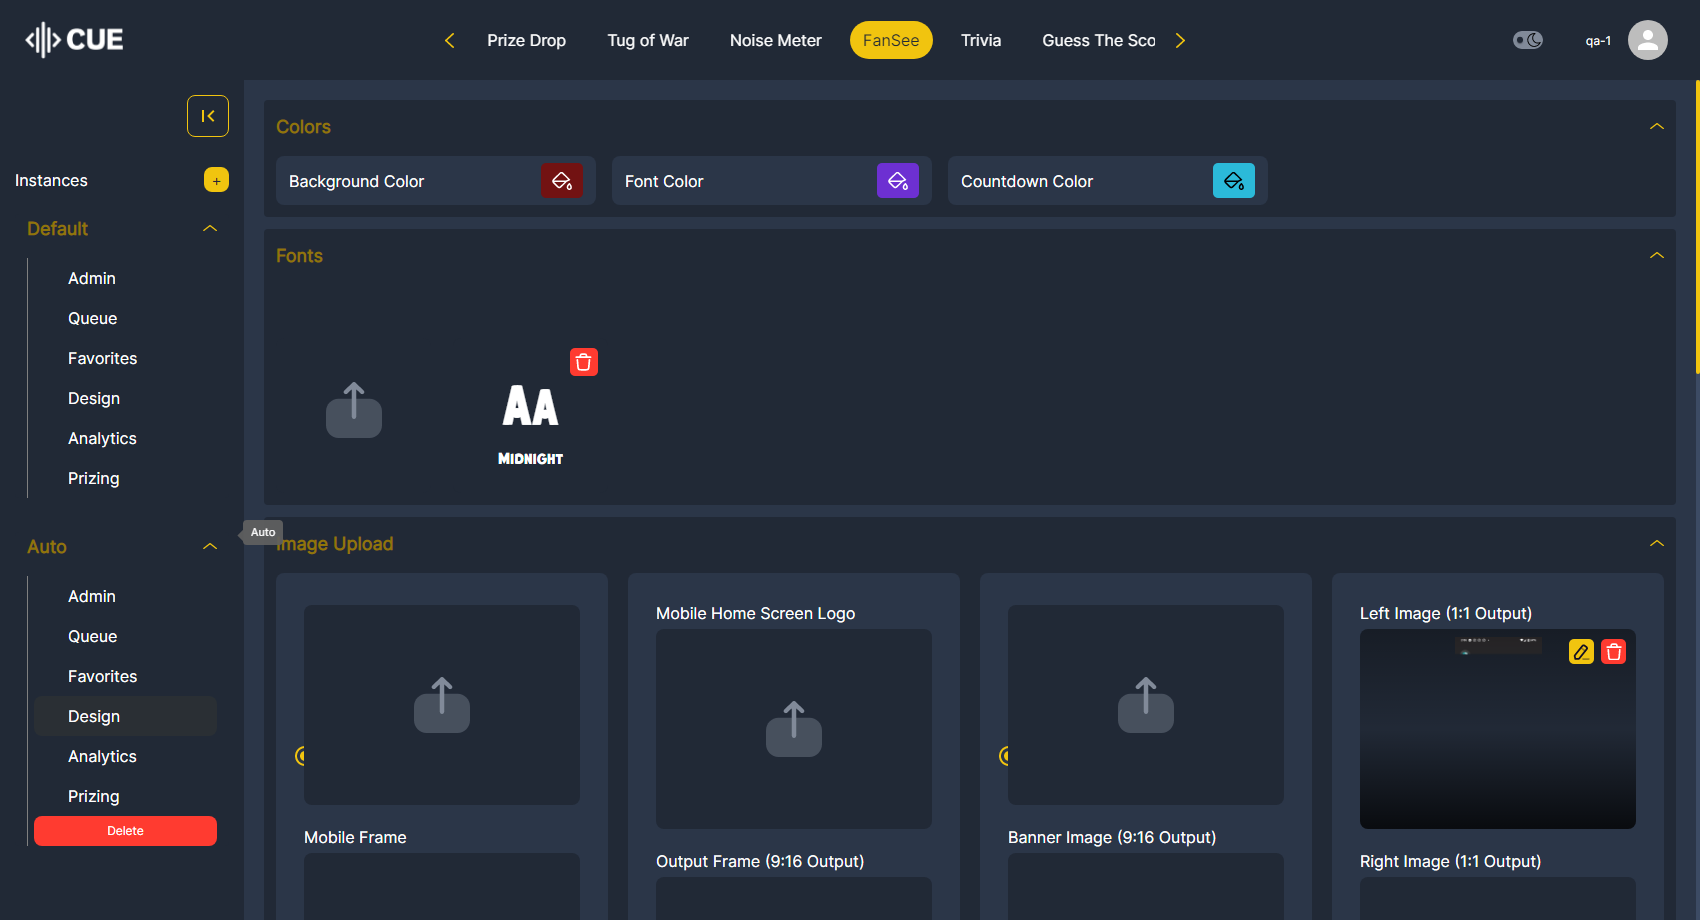 CUE
Prize Drop
Tug of War
Noise Meter
FanSee
Trivia
Guess The Sco
qa-1
Instances
+
Default
Admin
Queue
Favorites
Design
Analytics
Prizing
Auto
Admin
Queue
Favorites
Design
Analytics
Prizing
Delete
Auto
Colors
Background Color
Font Color
Countdown Color
Fonts
AA
MIDNIGHT
Image Upload
Mobile Frame
Mobile Home Screen Logo
Output Frame (9:16 Output)
Banner Image (9:16 Output)
Left Image (1:1 Output)
Right Image (1:1 Output)